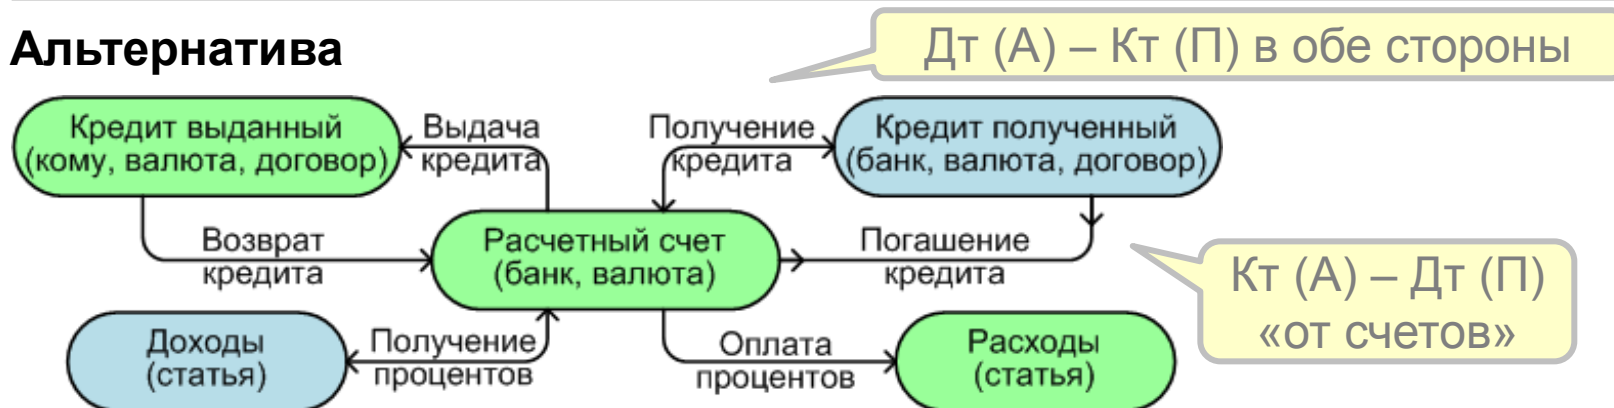 Альтернатива
Дт (А) – Кт (П) в обе стороны
Кредит выданный
(кому, валюта, договор)
Выдача
кредита
Получение
кредита
Кредит полученный
(банк, валюта, договор)
Возврат
кредита
Расчетный счет
(банк, валюта)
Погашение
кредита
Кт (А) – Дт (П)
«от счетов»
Доходы
(статья)
Получение
процентов
Оплата
процентов
Расходы
(статья)